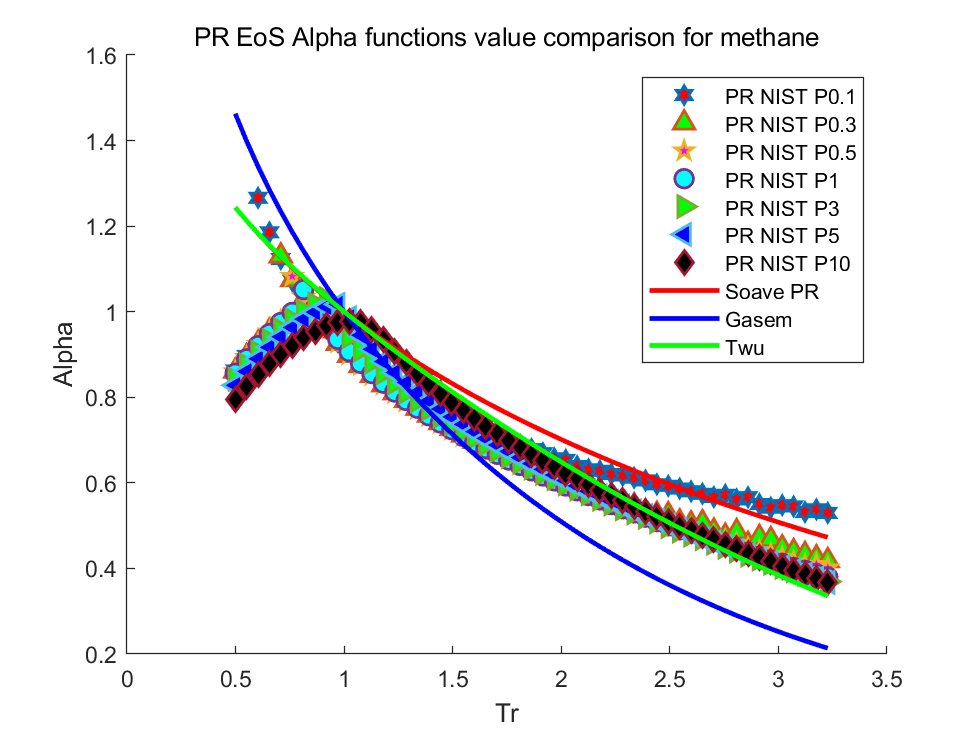 PR EoS Alpha functions value comparison for methane
1.6
1.4
1.2
1
0.8
0.6
0.4
0.2
Alpha
PR NIST P0.1
PR NIST P0.3
PR NIST P0.5
PR NIST P1
PR NIST P3
PR NIST P5
PR NIST P10
Soave PR
Gasem
Twu
0 0.5 1 1.5 2 2.5 3 3.5
Tr